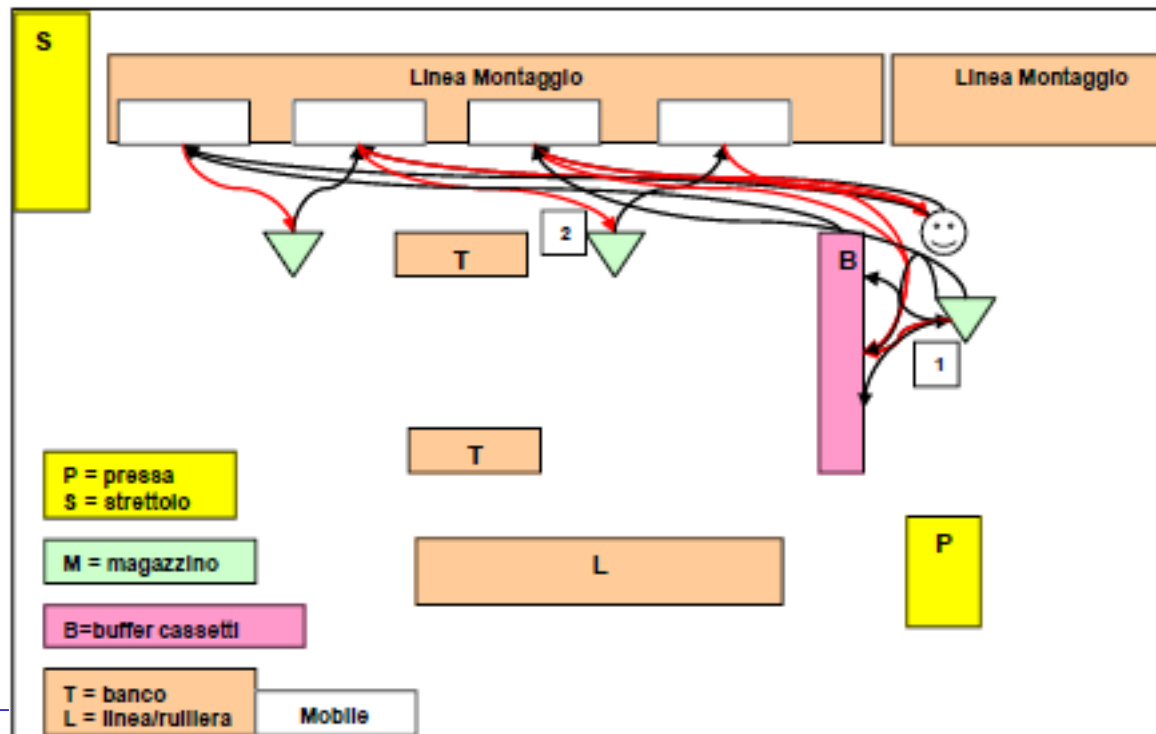 S
Linea Montaggio
Linea Montaggio
2
T
B
1
T
P = pressa
S = strettoio
P
L
M = magazzino
B=buffer cassetti
T = banco
L = linea/rulliera
Mobile